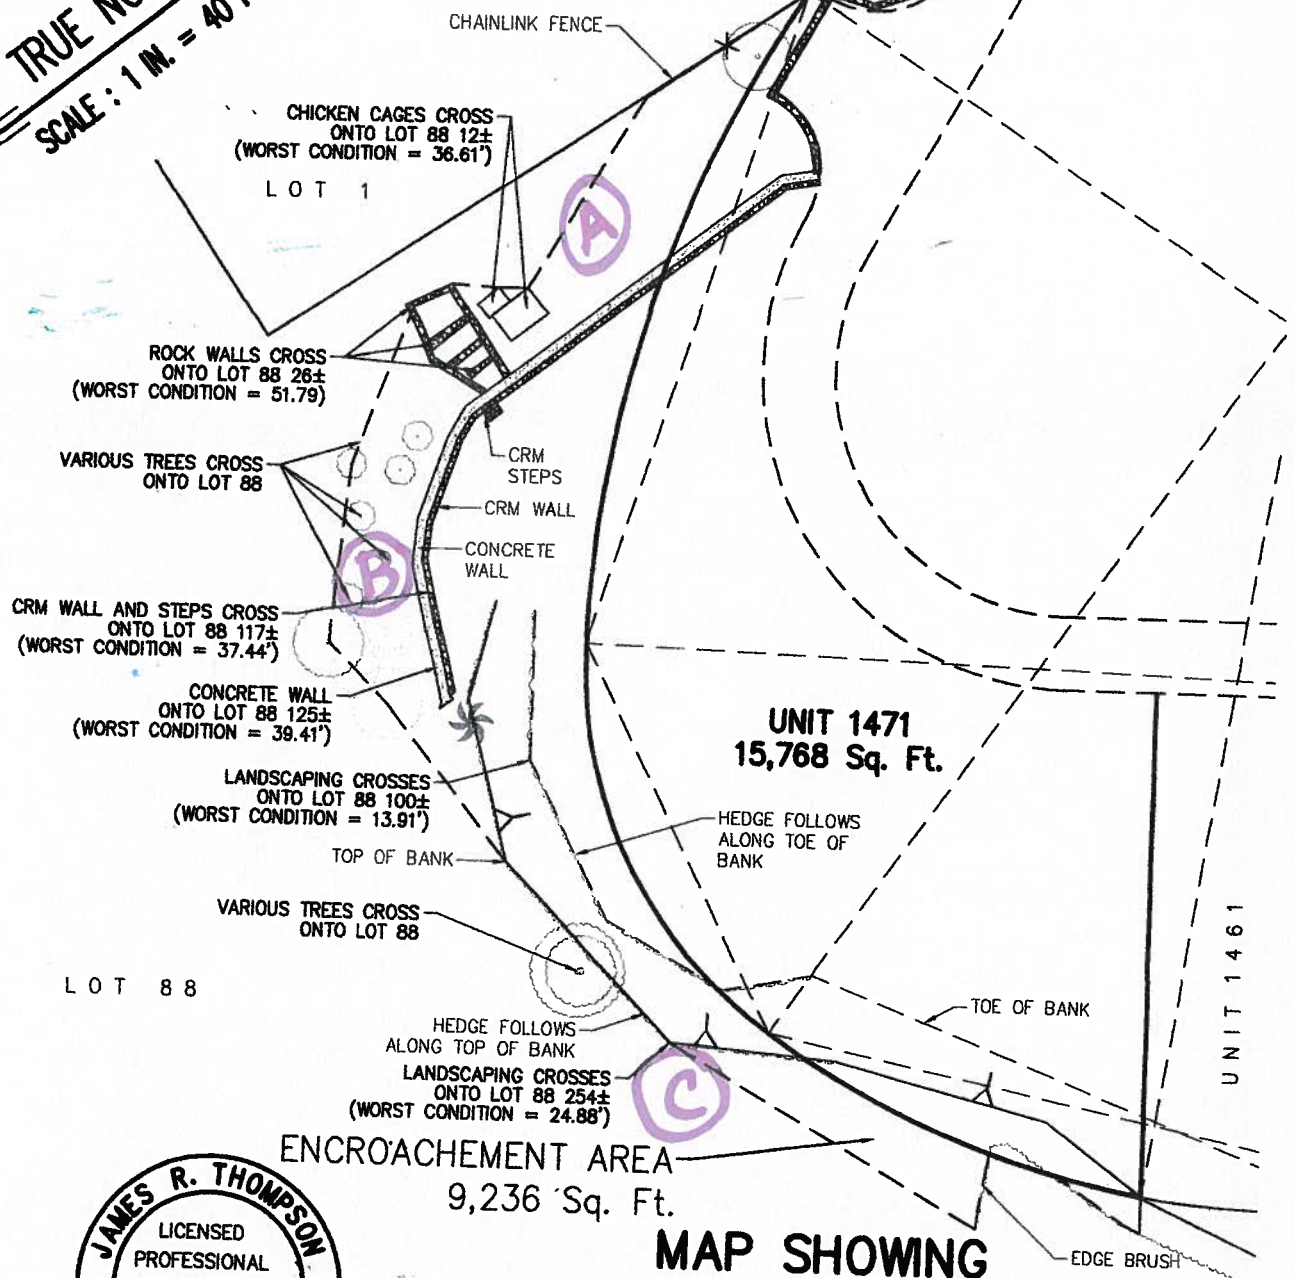 TRUE NO
SCALE : 1 IN. = 40
CHAINLINK FENCE
CHICKEN CAGES CROSS
ONTO LOT 88 12±
(WORST CONDITION = 36.61')
LOT 1
A
ROCK WALLS CROSS
ONTO LOT 88 26±
(WORST CONDITION = 51.79)
VARIOUS TREES CROSS
ONTO LOT 88
CRM
STEPS
CRM WALL
CONCRETE
WALL
B
CRM WALL AND STEPS CROSS
ONTO LOT 88 117±
(WORST CONDITION = 37.44')
CONCRETE WALL
ONTO LOT 88 125±
(WORST CONDITION = 39.41')
UNIT 1471
15,768 Sq. Ft.
LANDSCAPING CROSSES
ONTO LOT 88 100±
(WORST CONDITION = 13.91')
HEDGE FOLLOWS
ALONG TOE OF
BANK
TOP OF BANK
VARIOUS TREES CROSS
ONTO LOT 88
UNIT 1461
LOT 88
TOE OF BANK
HEDGE FOLLOWS
ALONG TOP OF BANK
LANDSCAPING CROSSES
ONTO LOT 88 254±
(WORST CONDITION = 24.88')
C
ENCROACHEMENT AREA
9,236 Sq. Ft.
JAMES R. THOMPSON
LICENSED
PROFESSIONAL
MAP SHOWING
EDGE BRUSH